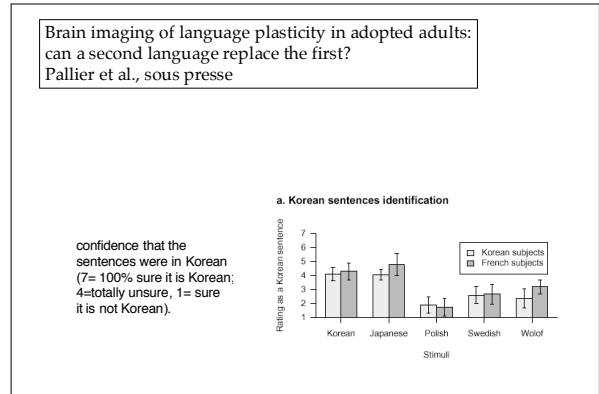 Brain imaging of language plasticity in adopted adults:
can a second language replace the first?
Pallier et al., sous presse
confidence that the
sentences were in Korean
(7= 100% sure it is Korean;
4=totally unsure, 1= sure
it is not Korean).
a. Korean sentences identification
Rating as a Korean sentence
7
6
5
4
3
2
1
Korean subjects
French subjects
Korean Japanese Polish Swedish Wolof
Stimuli